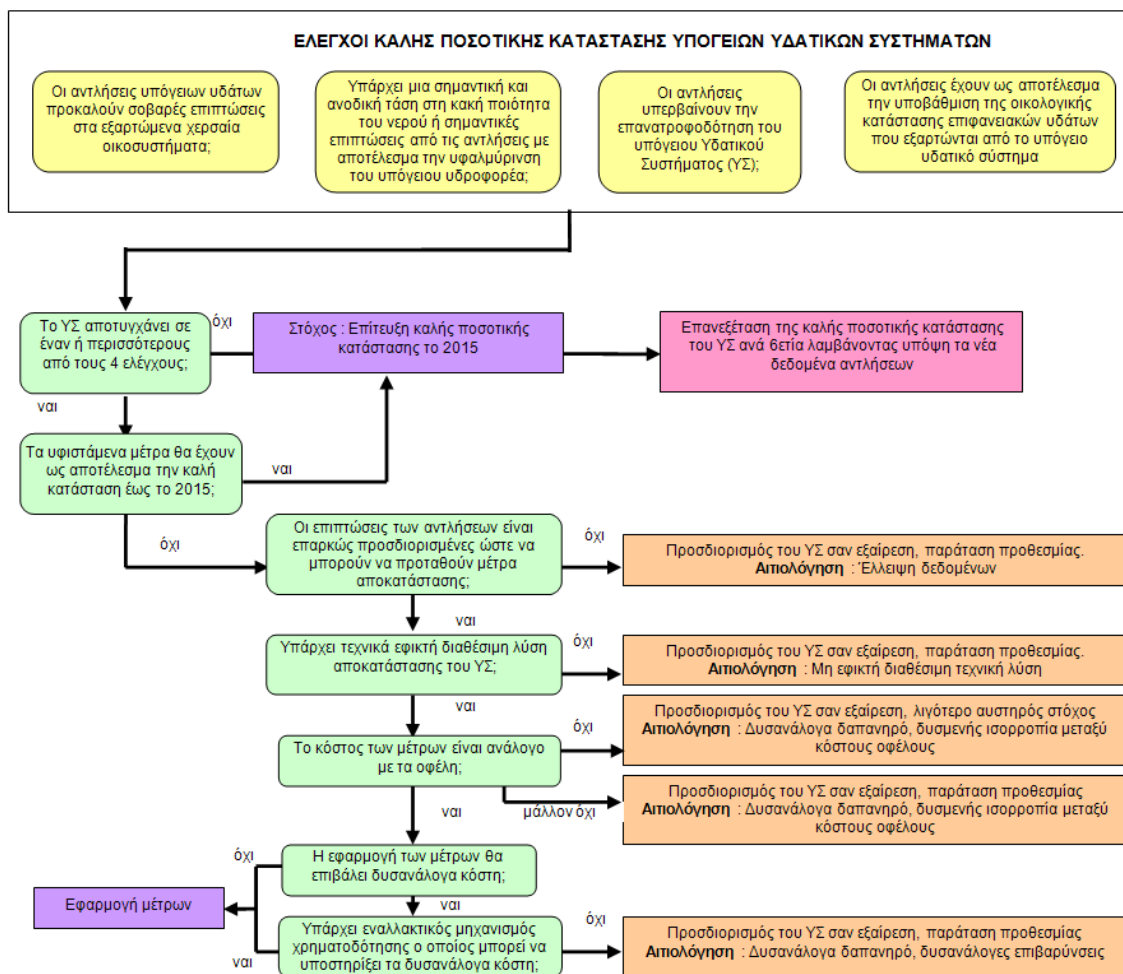 ΕΛΕΓΧΟΙ ΚΑΛΗΣ ΠΟΣΟΤΙΚΗΣ ΚΑΤΑΣΤΑΣΗΣ ΥΠΟΓΕΙΩΝ ΥΔΑΤΙΚΩΝ ΣΥΣΤΗΜΑΤΩΝ
Οι αντλήσεις υπόγειων υδάτων
προκαλούν σοβαρές επιπτώσεις
στα εξαρτώμενα χερσαία
οικοσυστήματα;
Υπάρχει μια σημαντική και
ανοδική τάση στη κακή ποιότητα
του νερού ή σημαντικές
επιπτώσεις από τις αντλήσεις με
αποτέλεσμα την υφαλμύρινση
του υπόγειου υδροφορέα;
Οι αντλήσεις
υπερβαίνουν την
επανατροφοδότηση του
υπόγειου Υδατικού
Συστήματος (ΥΣ);
Οι αντλήσεις έχουν ως αποτέλεσμα
την υποβάθμιση της οικολογικής
κατάστασης επιφανειακών υδάτων
που εξαρτώνται από το υπόγειο
υδατικό σύστημα
Το ΥΣ αποτυγχάνει σε
έναν ή περισσότερους
από τους 4 ελέγχους;
όχι
Στόχος : Επίτευξη καλής ποσοτικής
κατάστασης το 2015
Επανεξέταση της καλής ποσοτικής κατάστασης
του ΥΣ ανά 6ετία λαμβάνοντας υπόψη τα νέα
δεδομένα αντλήσεων
ναι
Τα υφιστάμενα μέτρα θα έχουν
ως αποτέλεσμα την καλή
κατάσταση έως το 2015;
ναι
όχι
Οι επιπτώσεις των αντλήσεων είναι
επαρκώς προσδιορισμένες ώστε να
μπορούν να προταθούν μέτρα
αποκατάστασης;
όχι
Προσδιορισμός του ΥΣ σαν εξαίρεση, παράταση προθεσμίας.
Αιτιολόγηση : Έλλειψη δεδομένων
ναι
Υπάρχει τεχνικά εφικτή διαθέσιμη λύση
αποκατάστασης του ΥΣ;
όχι
Προσδιορισμός του ΥΣ σαν εξαίρεση, παράταση προθεσμίας.
Αιτιολόγηση : Μη εφικτή διαθέσιμη τεχνική λύση
ναι
Το κόστος των μέτρων είναι ανάλογο
με τα οφέλη;
όχι
Προσδιορισμός του ΥΣ σαν εξαίρεση, λιγότερο αυστηρός στόχος
Αιτιολόγηση : Δυσανάλογα δαπανηρό, δυσμενής ισορροπία μεταξύ
κόστους οφέλους
μάλλον όχι
Προσδιορισμός του ΥΣ σαν εξαίρεση, παράταση προθεσμίας
Αιτιολόγηση : Δυσανάλογα δαπανηρό, δυσμενής ισορροπία μεταξύ
κόστους οφέλους
ναι
Η εφαρμογή των μέτρων θα
επιβάλει δυσανάλογα κόστη;
όχι
Εφαρμογή μέτρων
ναι
Υπάρχει εναλλακτικός μηχανισμός
χρηματοδότησης ο οποίος μπορεί να
υποστηρίξει τα δυσανάλογα κόστη;
ναι
όχι
Προσδιορισμός του ΥΣ σαν εξαίρεση, παράταση προθεσμίας
Αιτιολόγηση : Δυσανάλογα δαπανηρό, δυσανάλογες επιβαρύνσεις